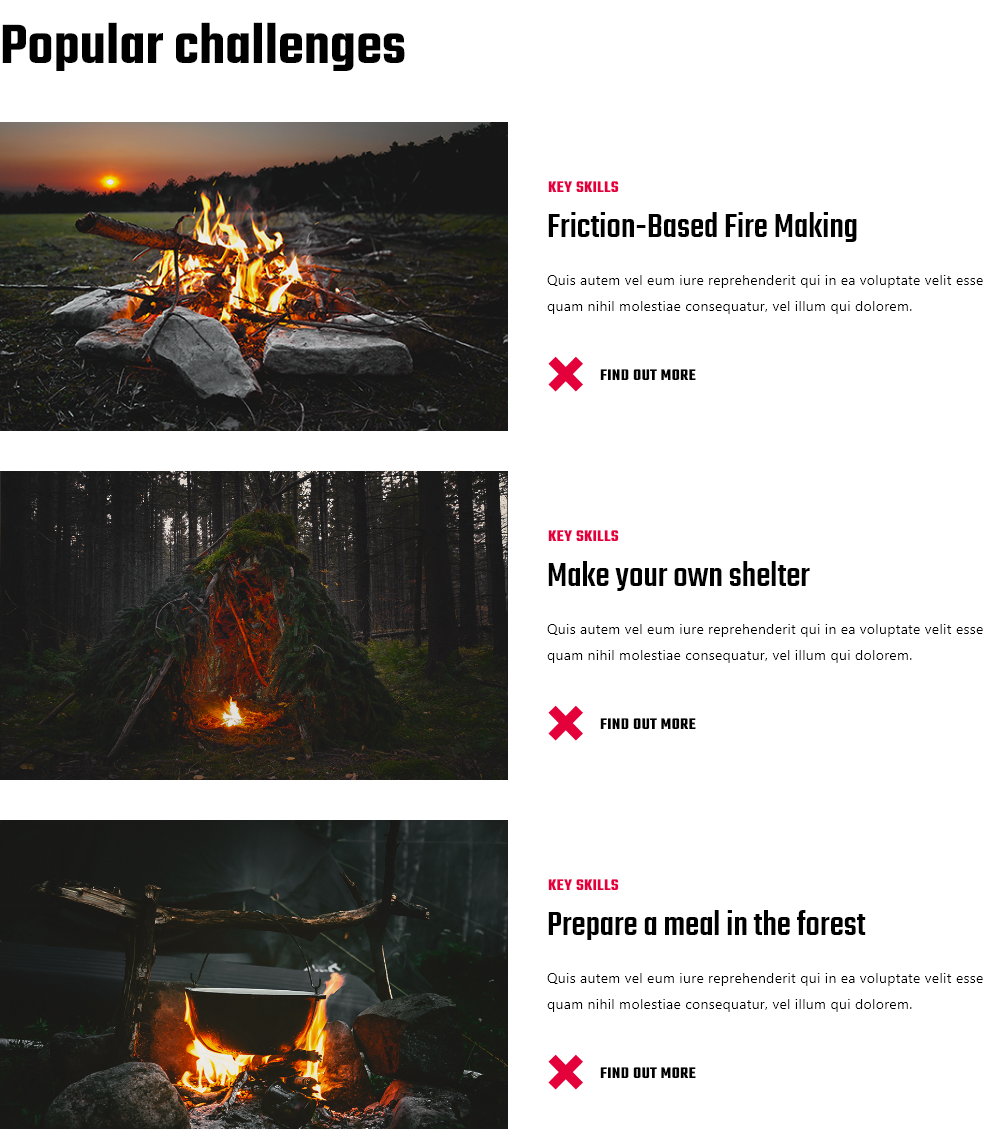 Popular challenges
KEY SKILLS
Friction-Based Fire Making
Quis autem vel eum iure reprehenderit qui in ea voluptate velit esse
quam nihil molestiae consequatur, vel illum qui dolorem.
FIND OUT MORE
KEY SKILLS
Make your own shelter
Quis autem vel eum iure reprehenderit qui in ea voluptate velit esse
quam nihil molestiae consequatur, vel illum qui dolorem.
FIND OUT MORE
KEY SKILLS
Prepare a meal in the forest
Quis autem vel eum iure reprehenderit qui in ea voluptate velit esse
quam nihil molestiae consequatur, vel illum qui dolorem.
FIND OUT MORE